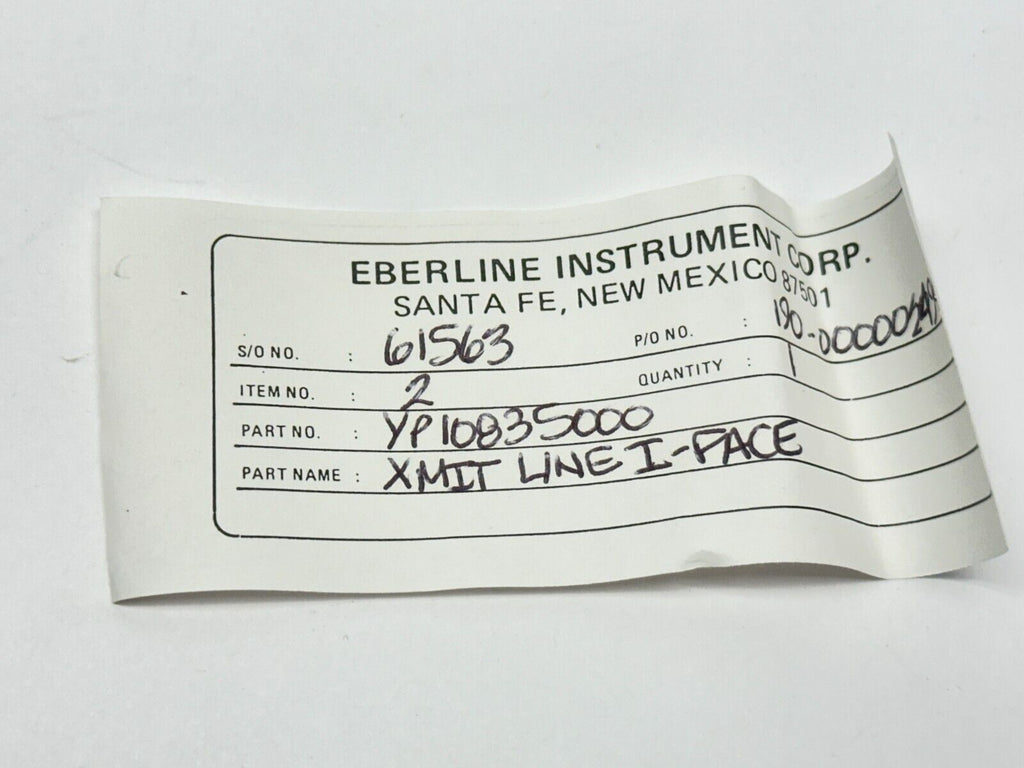 EBERLINE INSTRUMENT CORP.
SANTA FE, NEW MEXICO 87501
S/O NO. : 61563 P/O NO. :
ITEM NO. : 2 QUANTITY : 1
PART NO. : YP10835000
PART NAME : XMIT LINE I-FACE